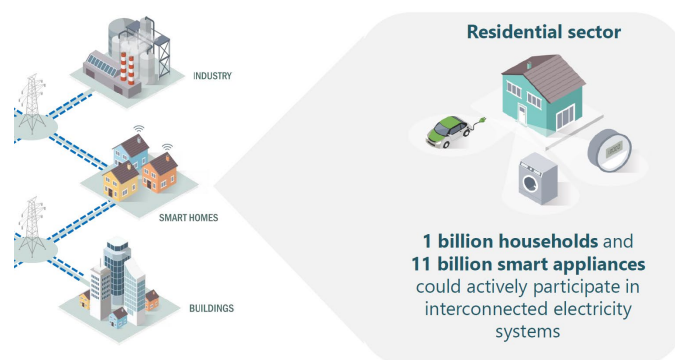 INDUSTRY
SMART HOMES
BUILDINGS
Residential sector
1 billion households and
11 billion smart appliances
could actively participate in
interconnected electricity
systems